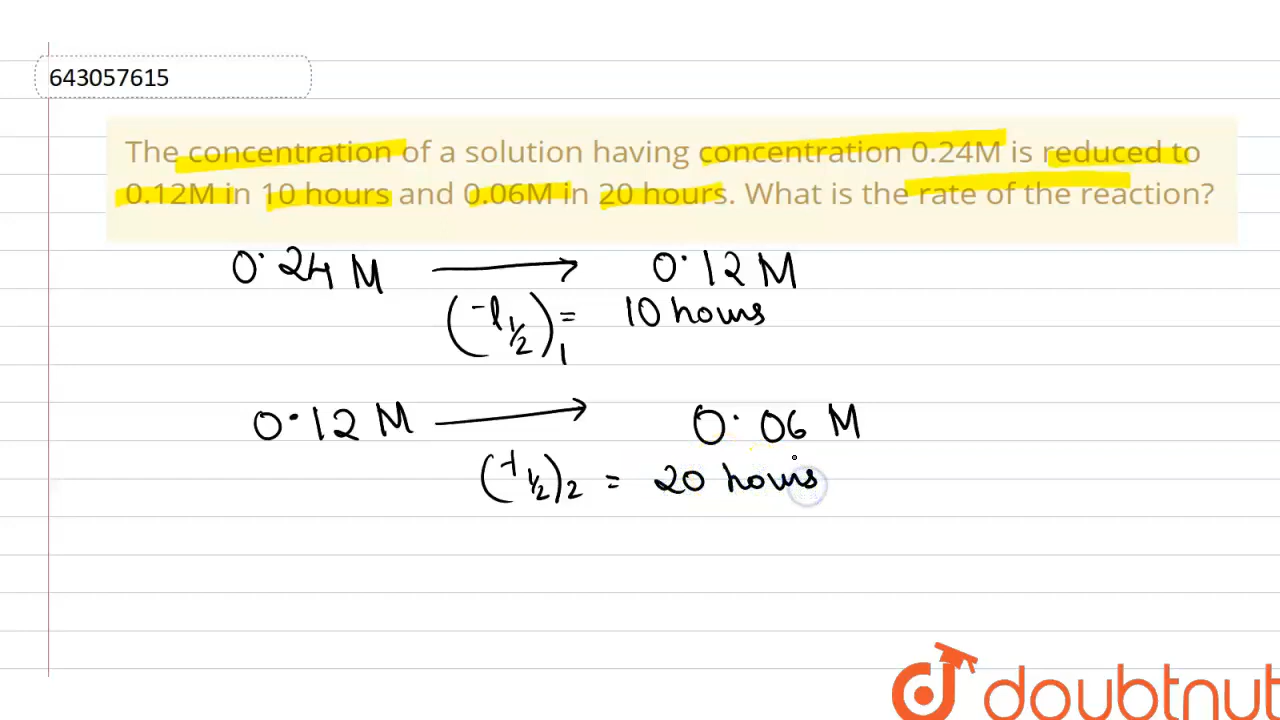 643057615
The concentration of a solution having concentration 0.24M is reduced to
0.12M in 10 hours and 0.06M in 20 hours. What is the rate of the reaction?
0.24 M → 0.12 M
(t 1/2)1 = 10 hours
0.12 M → 0.06 M
(t 1/2)2 = 20 hours
doubtnut